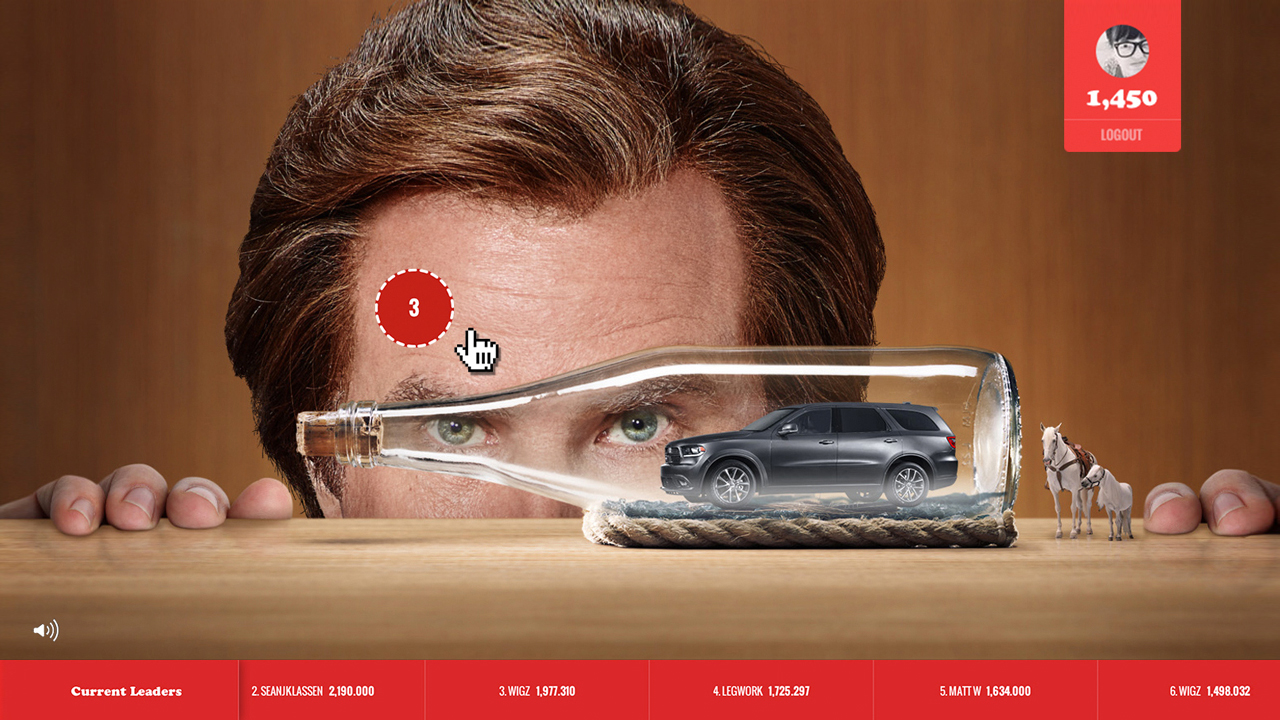 1,450
LOGOUT
3
Current Leaders
2. SEANJKLASSEN 2,190.000
3. WIGZ 1,977.310
4. LEGWORK 1,725.297
5. MATT W 1,634.000
6. WIGZ 1,498.032